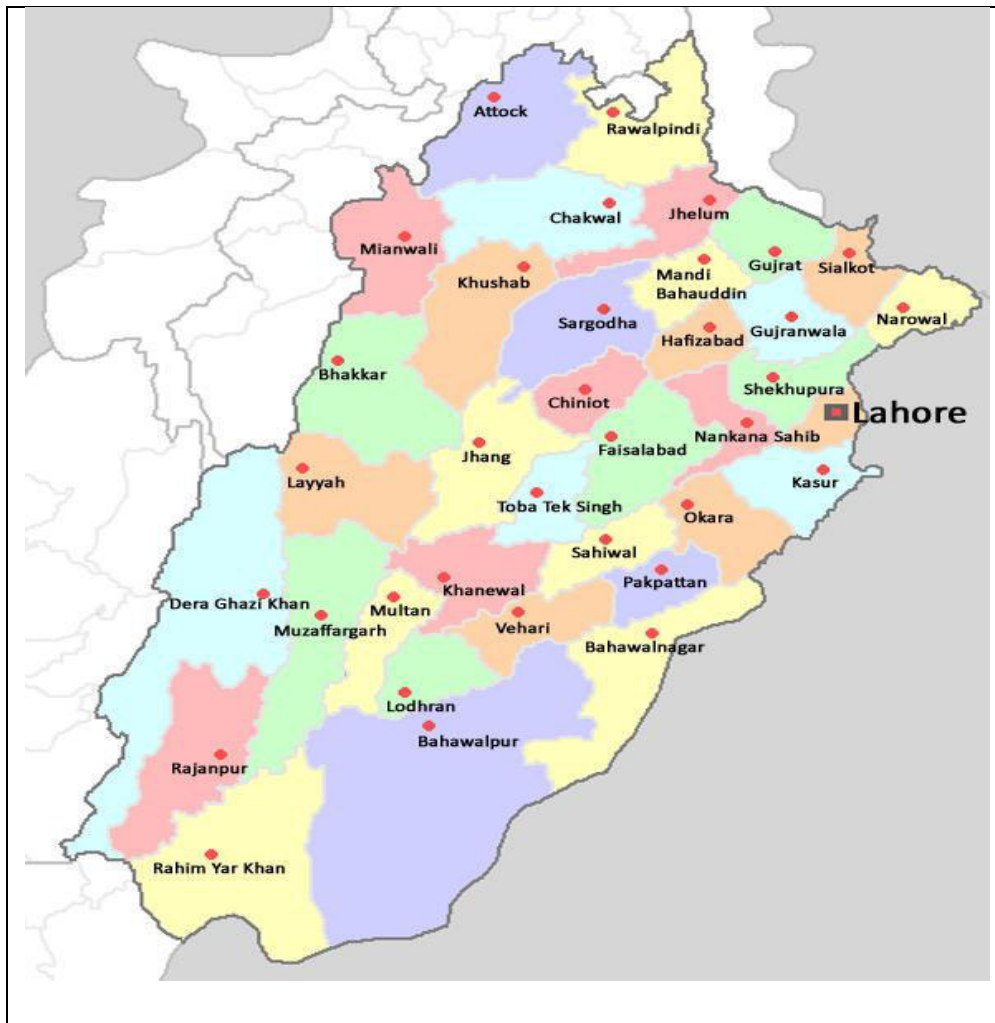 Attock
Rawalpindi
Chakwal
Jhelum
Mianwali
Khushab
Mandi
Bahauddin
Gujrat
Sialkot
Sargodha
Hafizabad
Gujranwala
Narowal
Bhakkar
Chiniot
Shekhupura
Lahore
Jhang
Faisalabad
Nankana Sahib
Layyah
Toba Tek Singh
Kasur
Okara
Sahiwal
Dera Ghazi Khan
Muzaffargarh
Multan
Khanewal
Pakpattan
Vehari
Bahawalnagar
Lodhran
Bahawalpur
Rajanpur
Rahim Yar Khan